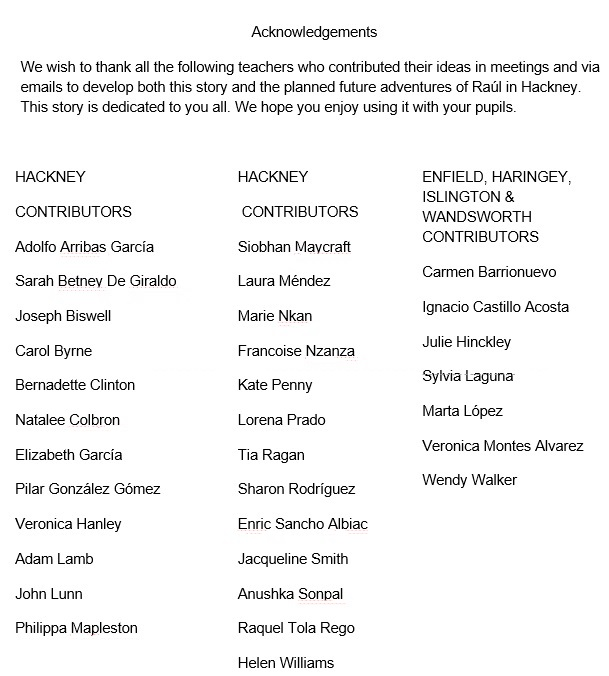 Acknowledgements
We wish to thank all the following teachers who contributed their ideas in meetings and via
emails to develop both this story and the planned future adventures of Raúl in Hackney.
This story is dedicated to you all. We hope you enjoy using it with your pupils.
HACKNEY
CONTRIBUTORS
Adolfo Arribas García
Sarah Betney De Giraldo
Joseph Biswell
Carol Byrne
Bernadette Clinton
Natalee Colbron
Elizabeth García
Pilar González Gómez
Veronica Hanley
Adam Lamb
John Lunn
Philippa Mapleston
HACKNEY
CONTRIBUTORS
Siobhan Maycraft
Laura Méndez
Marie Nkan
Francoise Nzanza
Kate Penny
Lorena Prado
Tia Ragan
Sharon Rodríguez
Enric Sancho Albiac
Jacqueline Smith
Anushka Sonpal
Raquel Tola Rego
Helen Williams
ENFIELD, HARINGEY,
ISLINGTON &
WANDSWORTH
CONTRIBUTORS
Carmen Barrionuevo
Ignacio Castillo Acosta
Julie Hinckley
Sylvia Laguna
Marta López
Veronica Montes Alvarez
Wendy Walker